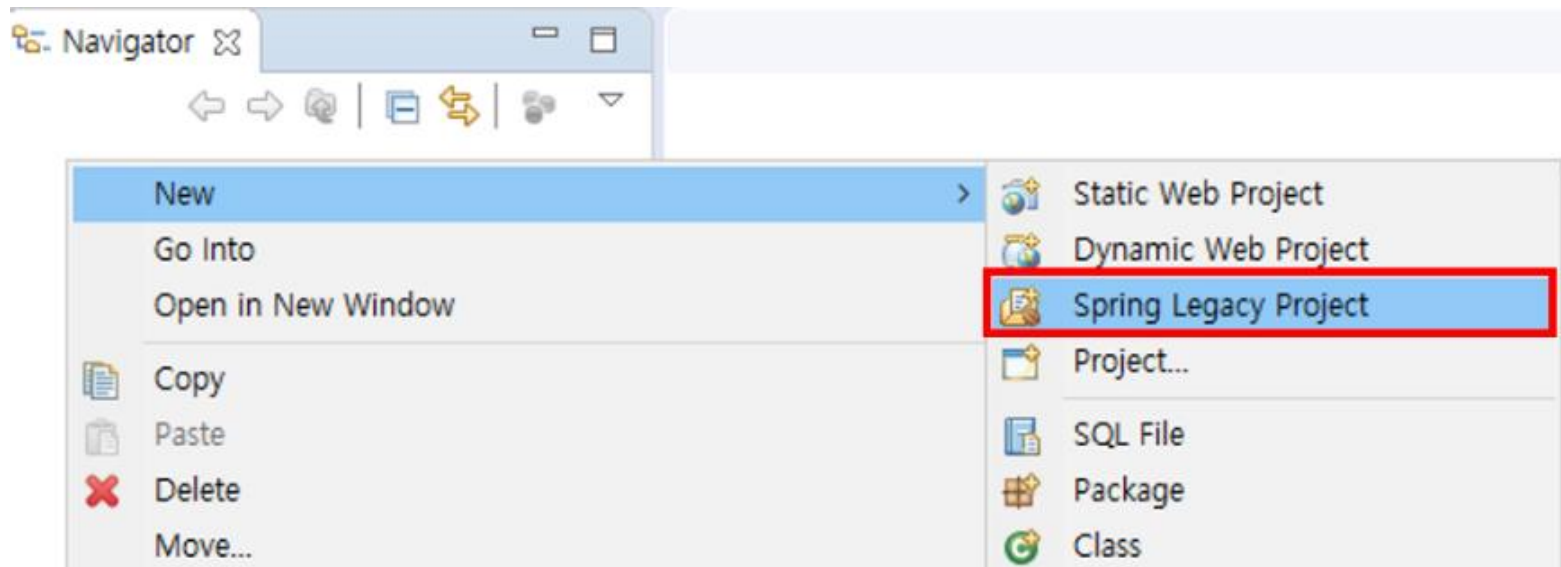 Navigator
New
Go Into
Open in New Window
Copy
Paste
Delete
Move...
Static Web Project
Dynamic Web Project
Spring Legacy Project
Project...
SQL File
Package
Class